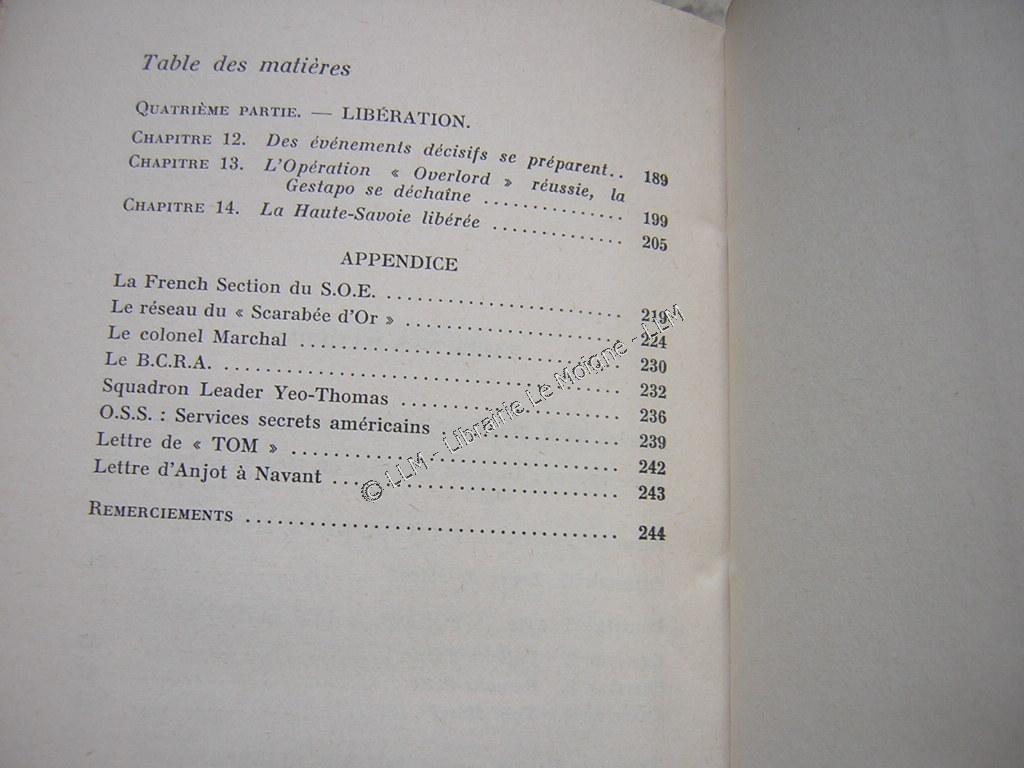 Table des matières
QUATRIÈME PARTIE. — LIBÉRATION.
CHAPITRE 12. Des événements décisifs se préparent.. 189
CHAPITRE 13. L'Opération « Overlord » réussie, la
Gestapo se déchaîne ............... 199
CHAPITRE 14. La Haute-Savoie libérée ............. 205
APPENDICE
La French Section du S.O.E. ...................... 219
Le réseau du « Scarabée d'Or » .................... 224
Le colonel Marchal .............................. 230
Le B.C.R.A. ..................................... 232
Squadron Leader Yeo-Thomas ..................... 236
O.S.S. : Services secrets américains ................. 239
Lettre de « TOM » ............................... 242
Lettre d'Anjot à Navant ........................... 243
REMERCIEMENTS ................................... 244
© LLM - Librairie Le Moigne - LLM